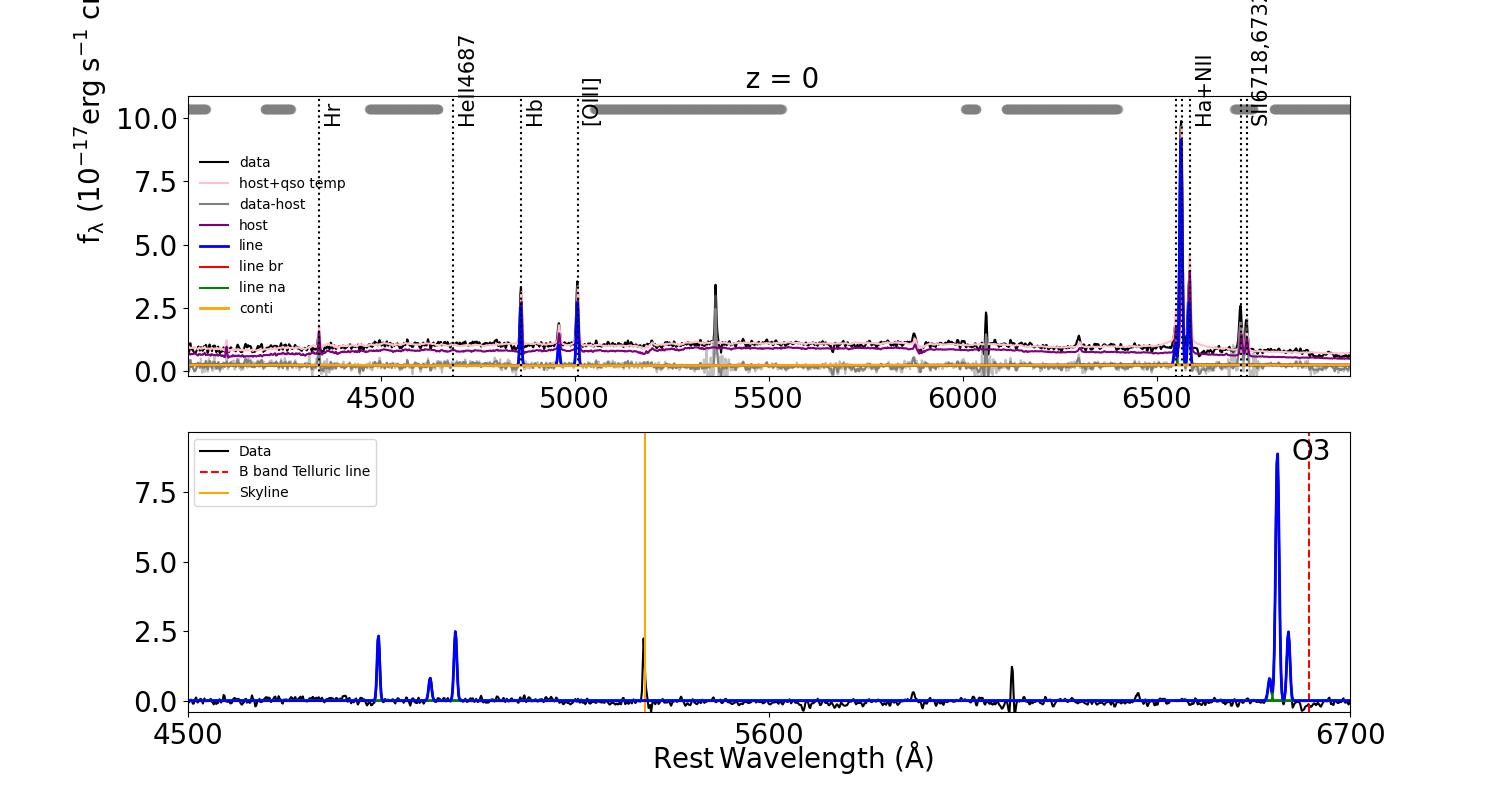 z = 0
Hr
HeII4687
Hb
[OIII]
Ha+NII
SII6718,673
fλ (10−17erg s−1 c
10.0
7.5
5.0
2.5
0.0
data
host+qso temp
data-host
host
line
line br
line na
conti
4500
5000
5500
6000
6500
Data
B band Telluric line
Skyline
O3
7.5
5.0
2.5
0.0
4500
5600
6700
Rest Wavelength (Å)